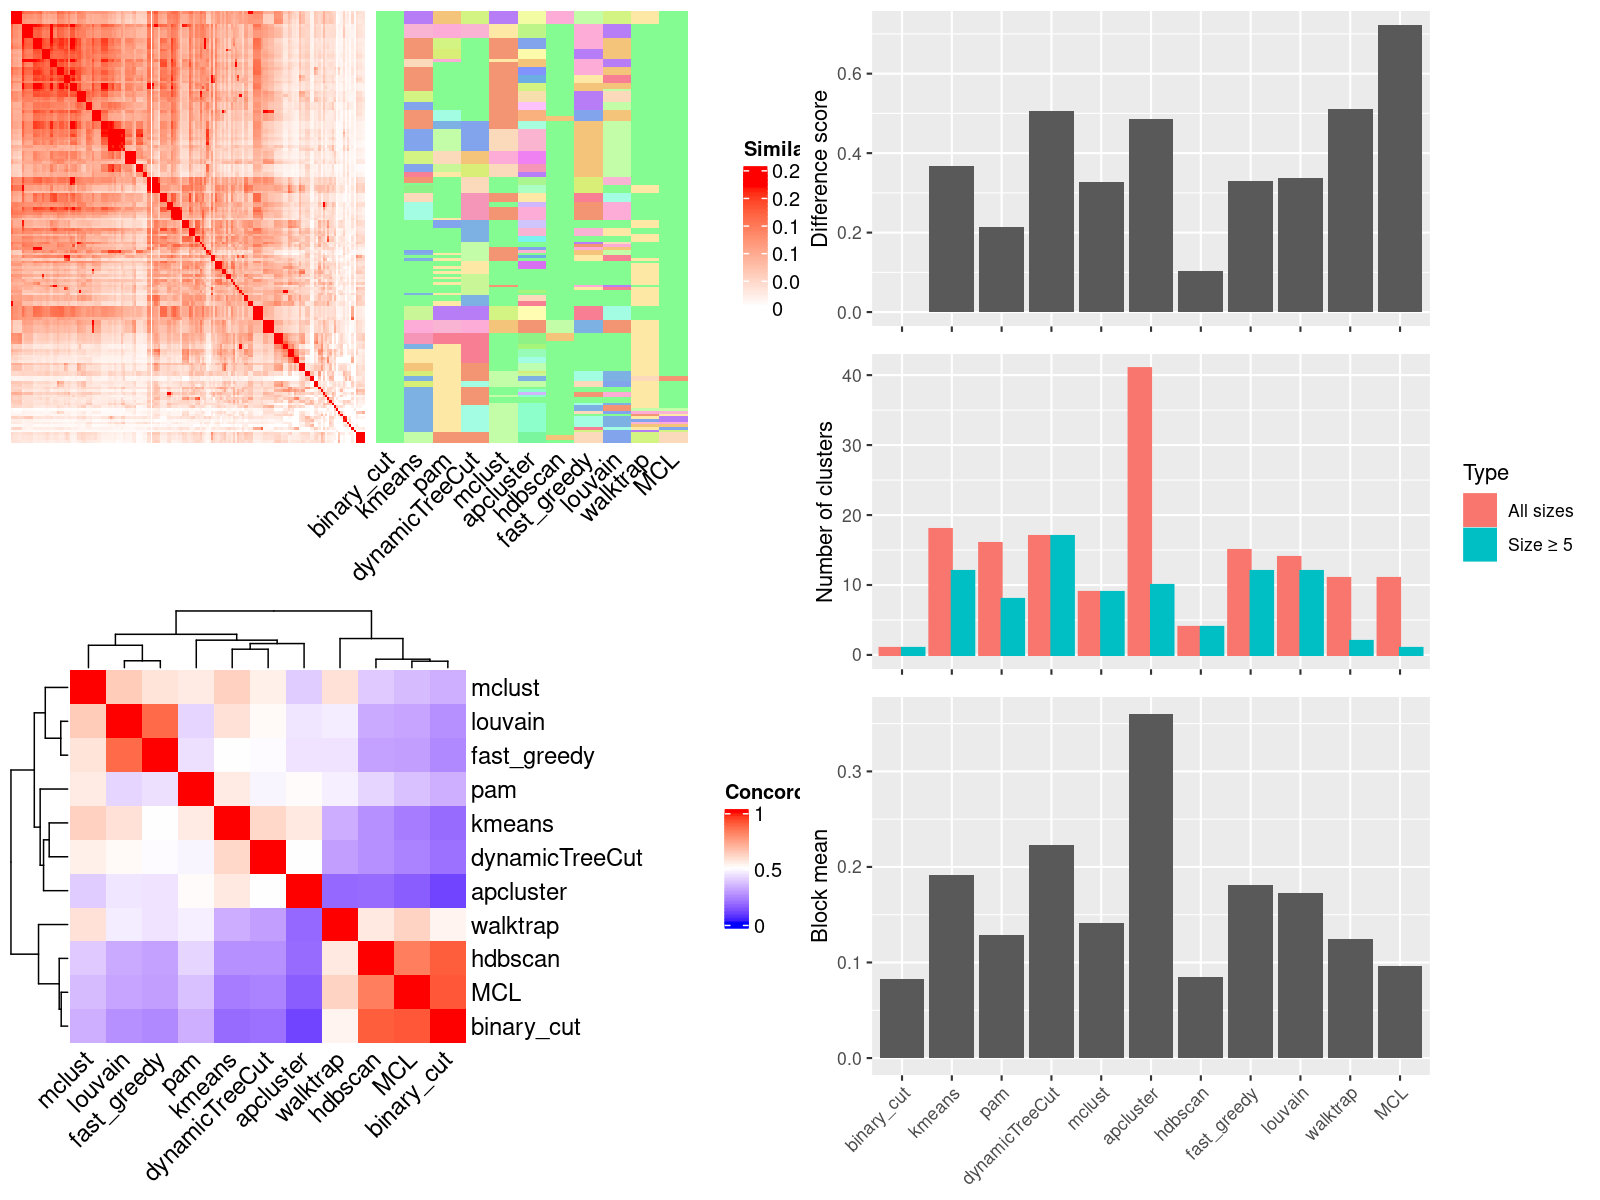 Simila
0.2
0.2
0.1
0.1
0.0
0
binary_cut
kmeans
pam
dynamicTreeCut
mclust
apcluster
hdbscan
fast_greedy
louvain
walktrap
MCL
mclust
louvain
fast_greedy
pam
kmeans
dynamicTreeCut
apcluster
walktrap
hdbscan
MCL
binary_cut
mclust
louvain
fast_greedy
pam
kmeans
dynamicTreeCut
apcluster
walktrap
hdbscan
MCL
binary_cut
Concord
1
0.5
0
Difference score
0.6
0.4
0.2
0.0
Number of clusters
40
30
20
10
0
Type
All sizes
Size ≥ 5
Block mean
0.3
0.2
0.1
0.0
binary_cut
kmeans
pam
dynamicTreeCut
mclust
apcluster
hdbscan
fast_greedy
louvain
walktrap
MCL